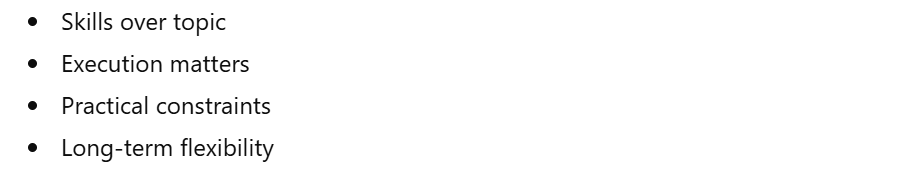 • Skills over topic
• Execution matters
• Practical constraints
• Long-term flexibility